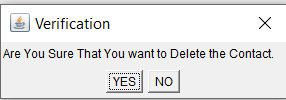 Verification
Are You Sure That You want to Delete the Contact.
YES NO